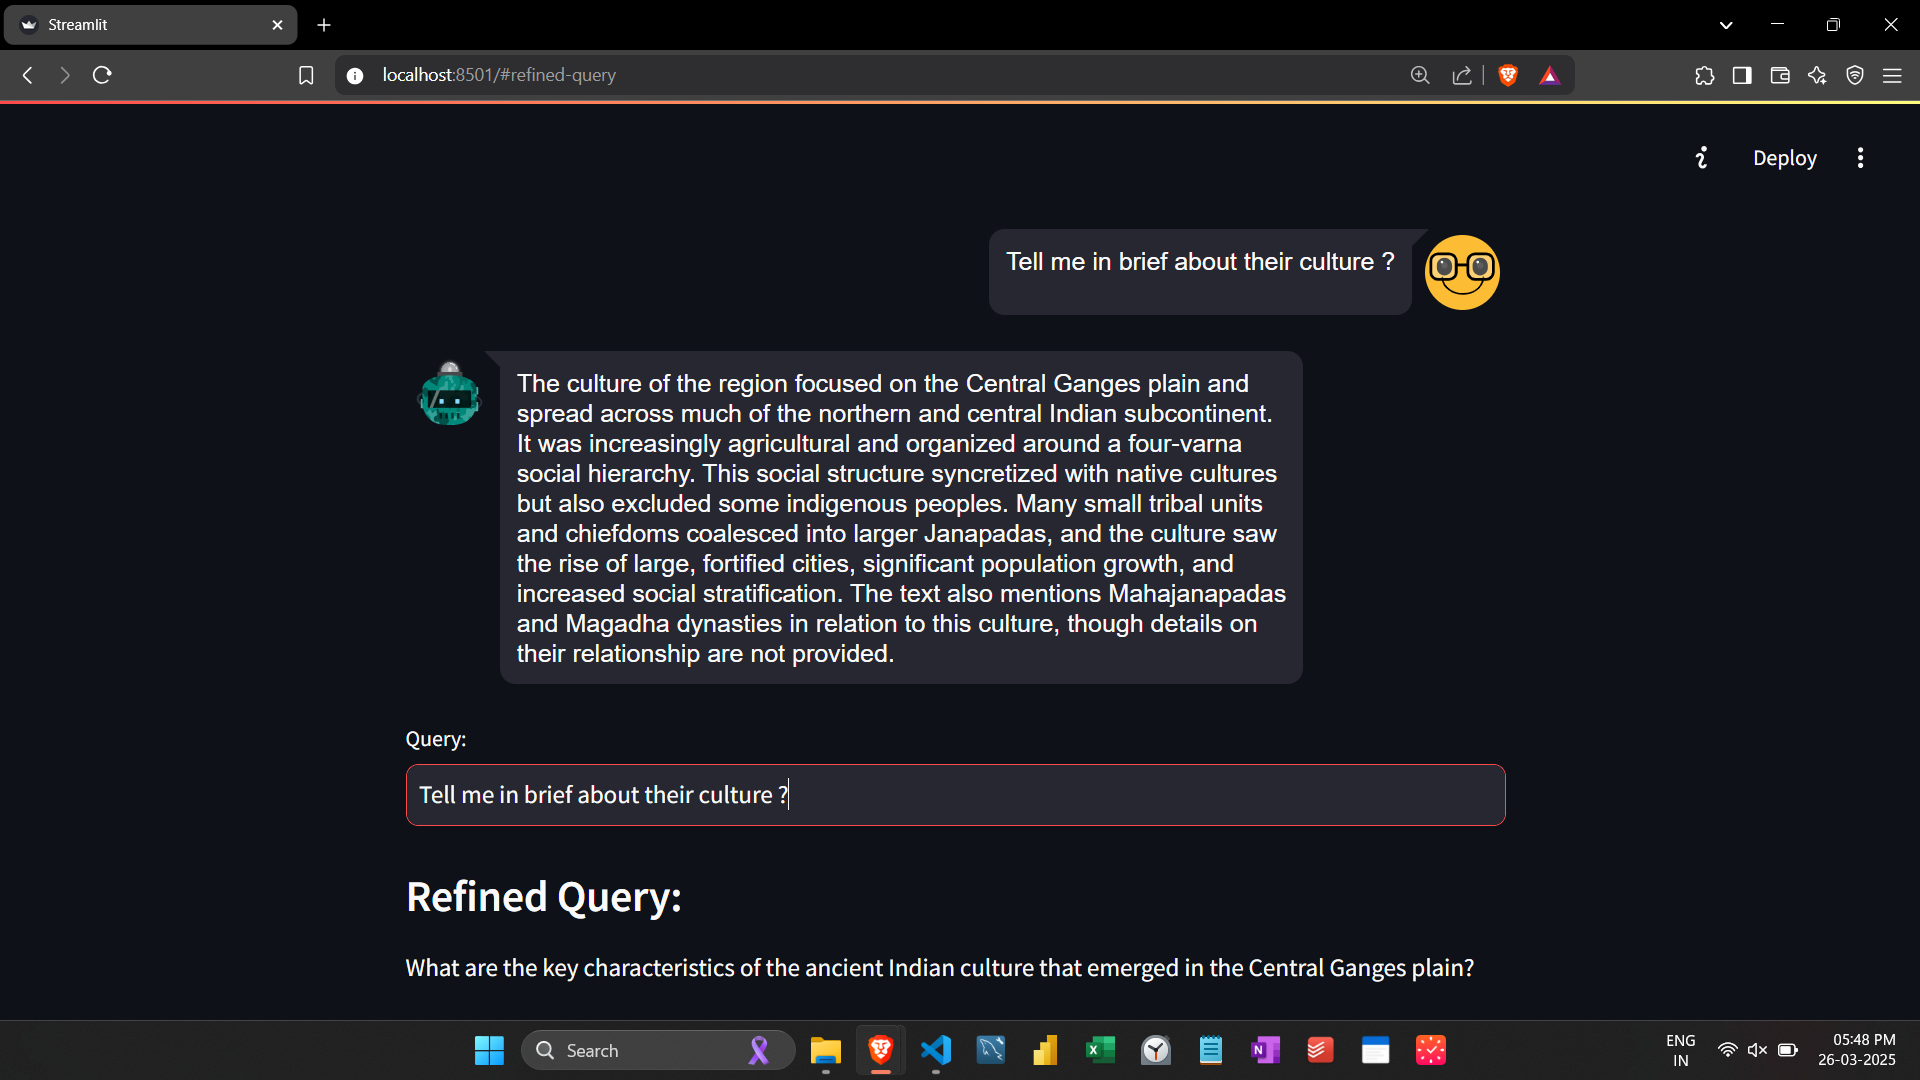 Streamlit
localhost:8501/#refined-query
Deploy
Tell me in brief about their culture ?
The culture of the region focused on the Central Ganges plain and
spread across much of the northern and central Indian subcontinent.
It was increasingly agricultural and organized around a four-varna
social hierarchy. This social structure syncretized with native cultures
but also excluded some indigenous peoples. Many small tribal units
and chiefdoms coalesced into larger Janapadas, and the culture saw
the rise of large, fortified cities, significant population growth, and
increased social stratification. The text also mentions Mahajanapadas
and Magadha dynasties in relation to this culture, though details on
their relationship are not provided.
Query:
Tell me in brief about their culture ?
Refined Query:
What are the key characteristics of the ancient Indian culture that emerged in the Central Ganges plain?
Search
ENG
IN
05:48 PM
26-03-2025